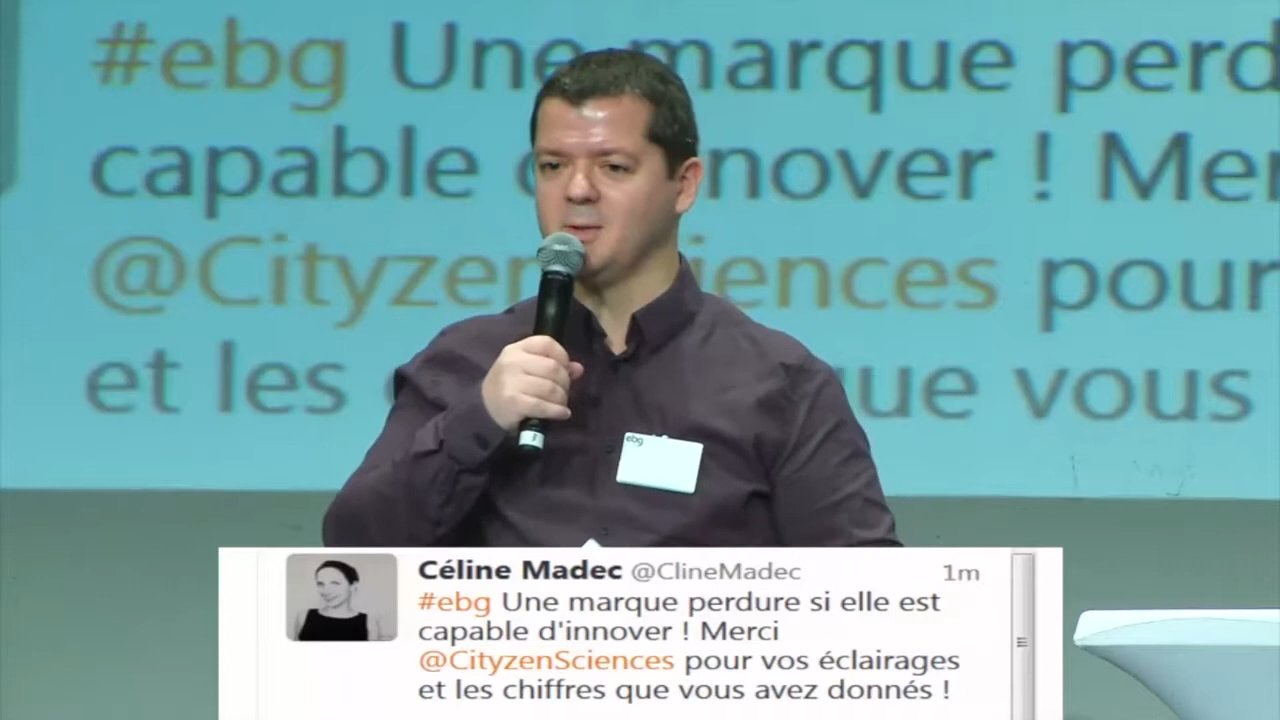 #ebg Une marque perd
capable d nnover ! Mer
@Cityzen iences pour
et les que vous
ebg
Céline Madec @ClineMadec 1m
#ebg Une marque perdure si elle est
capable d'innover ! Merci
@CityzenSciences pour vos éclairages
et les chiffres que vous avez donnés !